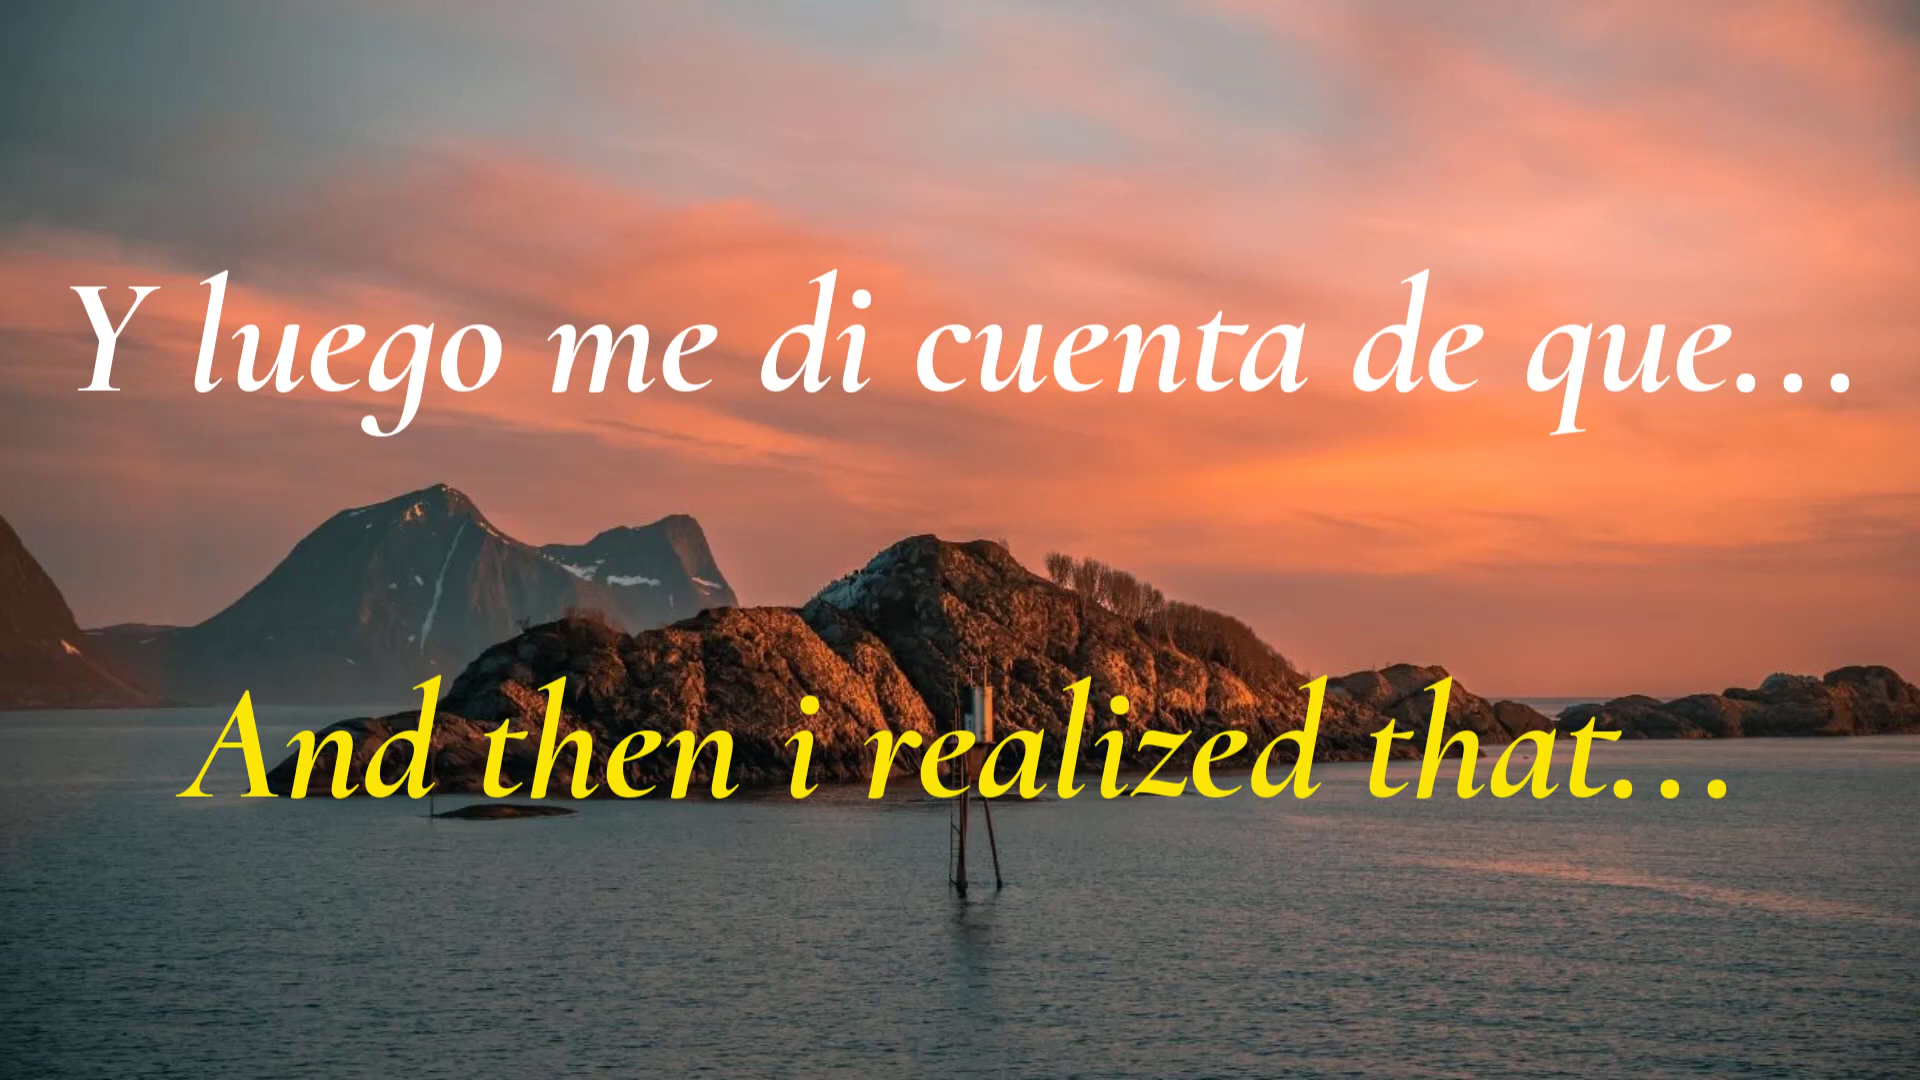 Y luego me di cuenta de que...
And then i realized that...